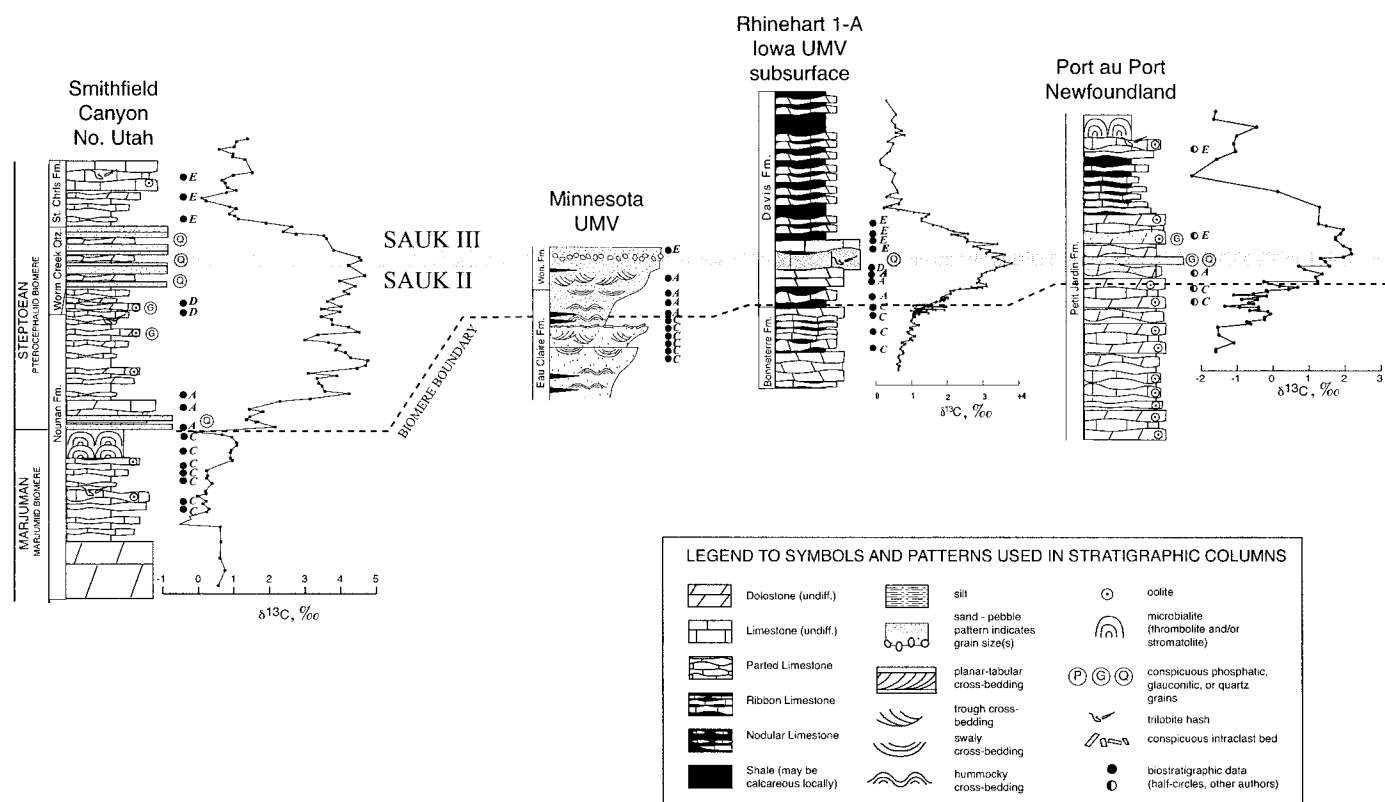 Smithfield
Canyon
No. Utah
Minnesota
UMV
Rhinehart 1-A
Iowa UMV
subsurface
Port au Port
Newfoundland
STEPTOEAN
PTEROCEPHALIID BIOMERE
MARJUMAN
MARJUMIID BIOMERE
St. Chrls Fm.
Worm Creek Qtz.
Nounan Fm.
E
E
E
Q
Q
Q
D
D
G
G
A
A
Q
A
C
C
C
C
C
C
-1 0 1 2 3 4 5
δ13C, ‰
SAUK III
SAUK II
BIOMERE BOUNDARY
Won. Fm.
Eau Claire Fm.
E
A
A
A
A
C
C
C
C
C
Davis Fm.
Bonneterre Fm.
E
E
E
E
Q
D
A
A
A
A
C
C
C
0 1 3 +4
δ13C, ‰
Petit Jardin Fm.
E
E
G
G Q
A
C
C
-2 -1 0 1 2 3
δ13C, ‰
LEGEND TO SYMBOLS AND PATTERNS USED IN STRATIGRAPHIC COLUMNS
Dolostone (undiff.)
Limestone (undiff.)
Parted Limestone
Ribbon Limestone
Nodular Limestone
Shale (may be
calcareous locally)
silt
sand - pebble
pattern indicates
grain size(s)
planar-tabular
cross-bedding
trough cross-
bedding
swaly
cross-bedding
hummocky
cross-bedding
oolite
microbialite
(thrombolite and/or
stromatolite)
P G Q
conspicuous phosphatic,
glauconitic, or quartz
grains
trilobite hash
conspicuous intraclast bed
biostratigraphic data
(half-circles, other authors)